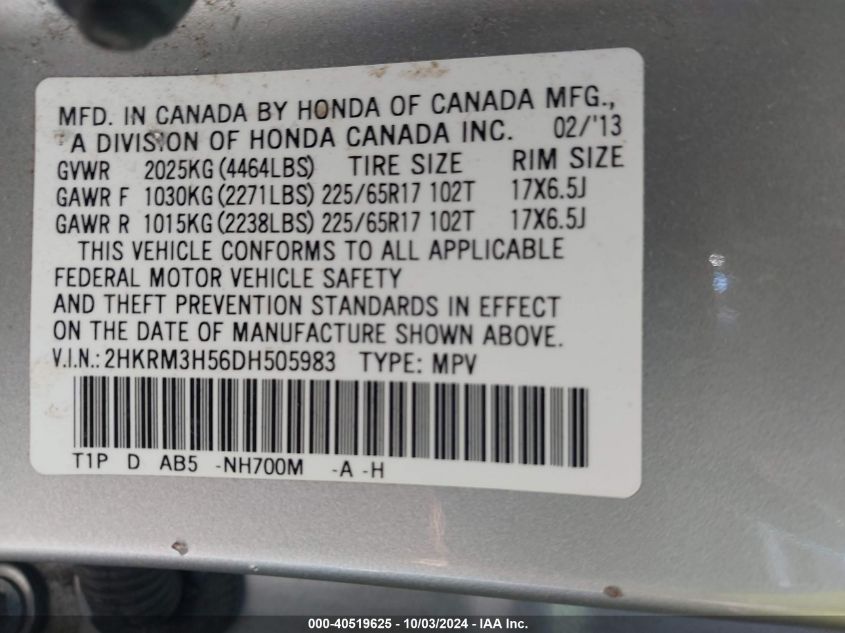 MFD. IN CANADA BY HONDA OF CANADA MFG.,
A DIVISION OF HONDA CANADA INC. 02/'13
GVWR 2025KG (4464LBS) TIRE SIZE RIM SIZE
GAWR F 1030KG (2271LBS) 225/65R17 102T 17X6.5J
GAWR R 1015KG (2238LBS) 225/65R17 102T 17X6.5J
THIS VEHICLE CONFORMS TO ALL APPLICABLE
FEDERAL MOTOR VEHICLE SAFETY
AND THEFT PREVENTION STANDARDS IN EFFECT
ON THE DATE OF MANUFACTURE SHOWN ABOVE.
V.I.N.: 2HKRM3H56DH505983 TYPE: MPV
T1P D AB5 -NH700M -A -H
000-40519625 - 10/03/2024 - IAA Inc.